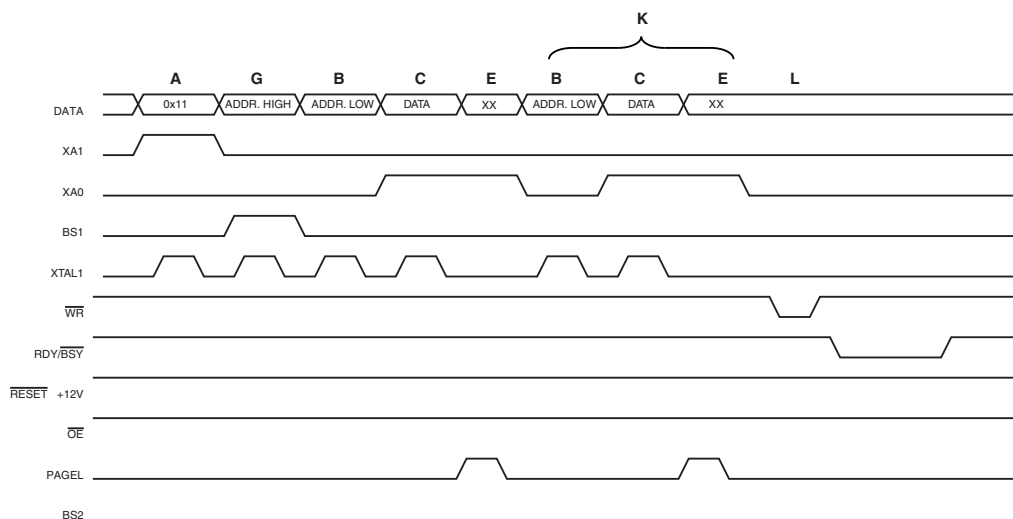 K
A G B C E B C E L
DATA 0x11 ADDR. HIGH ADDR. LOW DATA XX ADDR. LOW DATA XX
XA1
XA0
BS1
XTAL1
WR
RDY/BSY
RESET +12V
OE
PAGEL
BS2